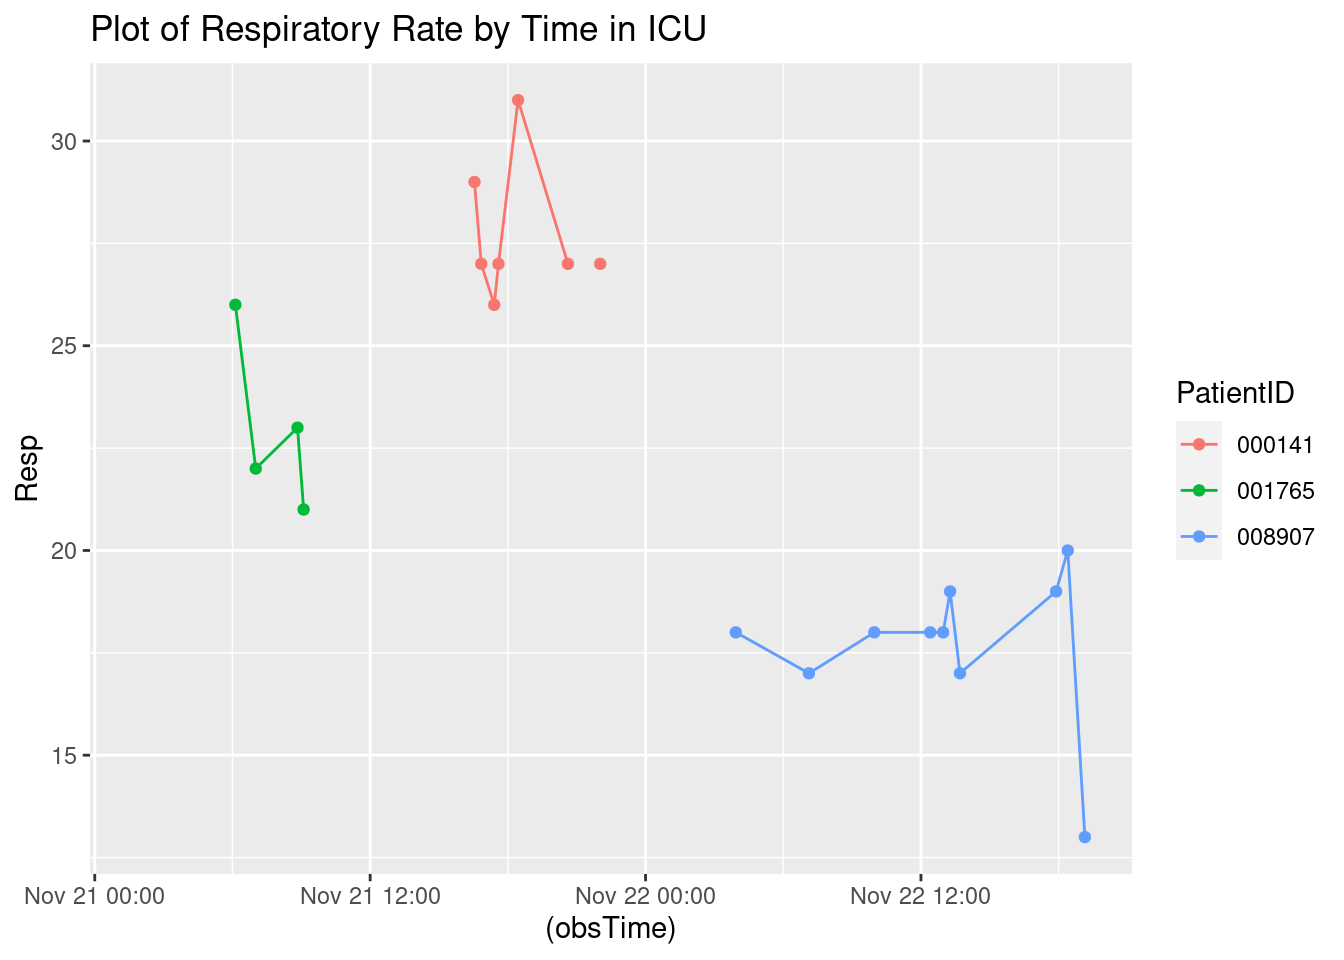 Plot of Respiratory Rate by Time in ICU
30
25
20
15
Resp
Nov 21 00:00
Nov 21 12:00
Nov 22 00:00
Nov 22 12:00
(obsTime)
PatientID
000141
001765
008907